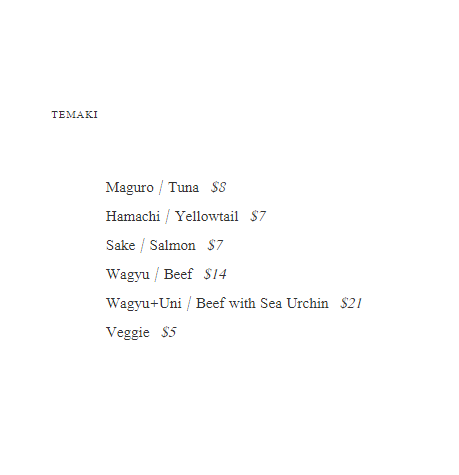 TEMAKI
Maguro / Tuna $8
Hamachi / Yellowtail $7
Sake / Salmon $7
Wagyu / Beef $14
Wagyu+Uni / Beef with Sea Urchin $21
Veggie $5